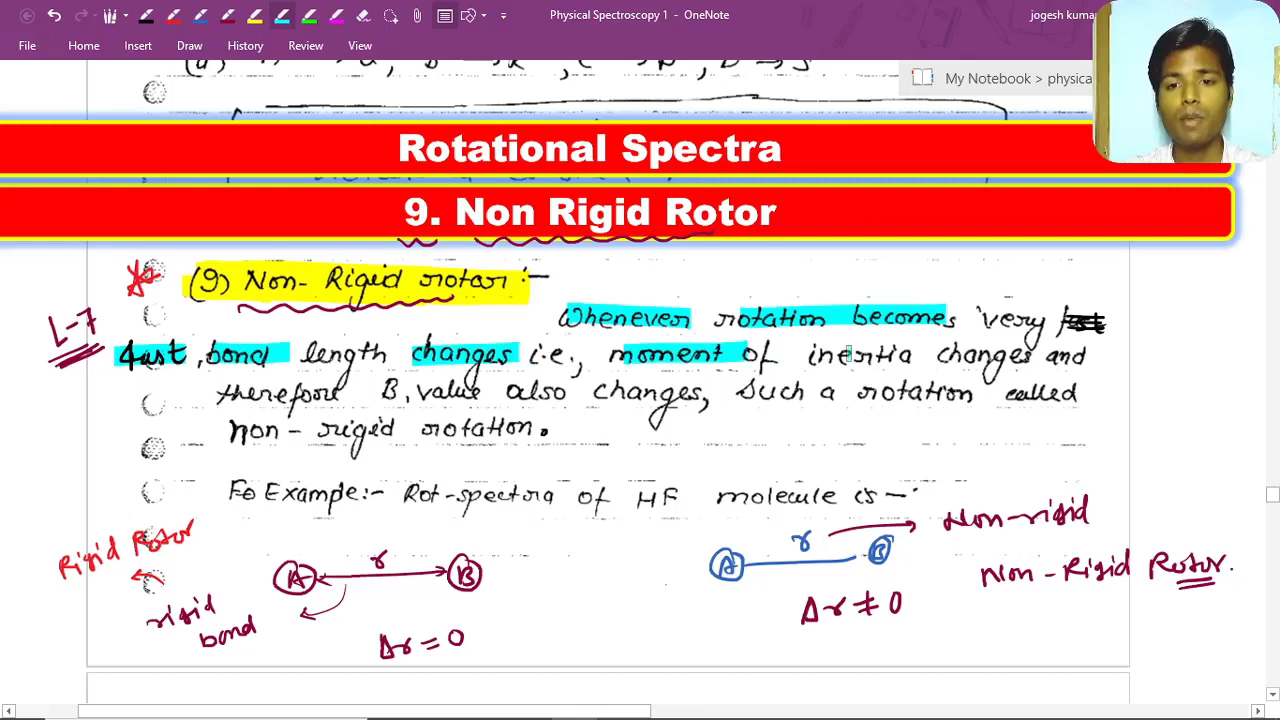 Physical Spectroscopy 1 - OneNote
jogesh kumar
File Home Insert Draw History Review View
My Notebook > physica
Rotational Spectra
9. Non Rigid Rotor
(9) Non-Rigid rotor :-
L-7
Whenever rotation becomes very
fast, bond length changes i.e., moment of inertia changes and
therefore B, value also changes, Such a rotation called
non-rigid rotation.
Example:- Rot-spectra of HF molecule is -:
Rigid Rotor
A r B
rigid
bond
Δr = 0
A r B
Non-rigid
Non-Rigid Rotor.
Δr ≠ 0